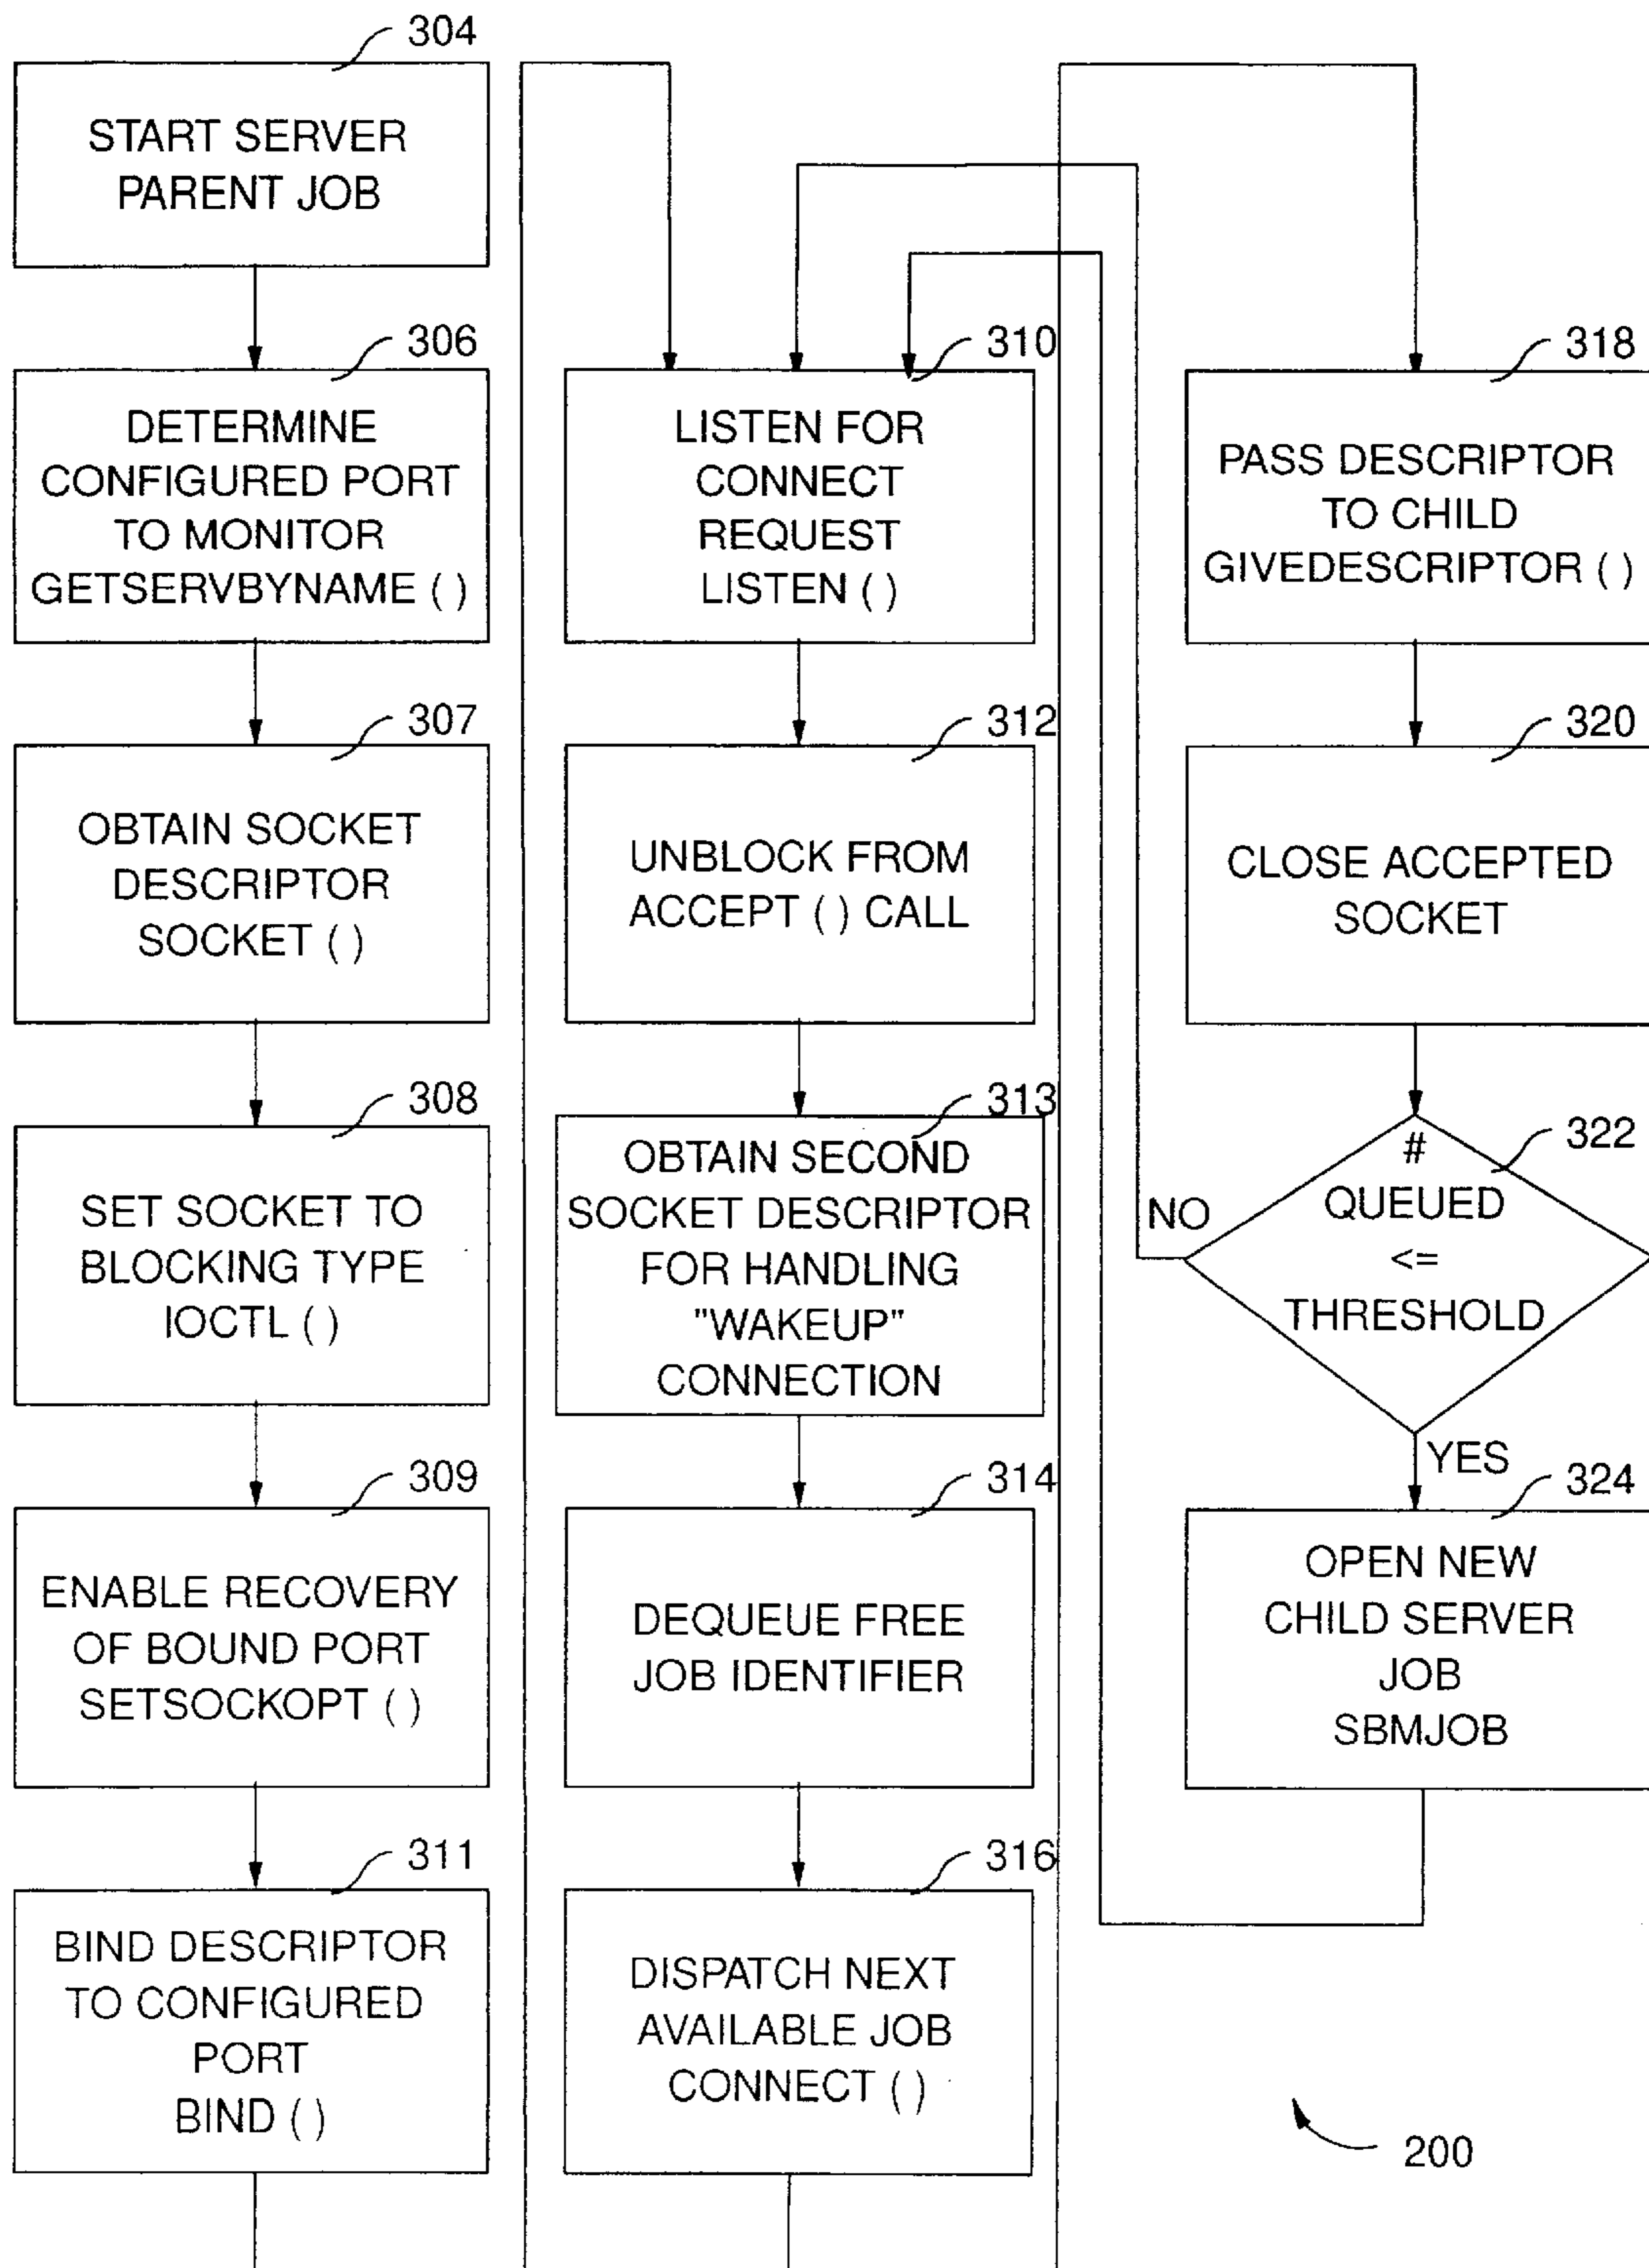 304
START SERVER
PARENT JOB
306
DETERMINE
CONFIGURED PORT
TO MONITOR
GETSERVBYNAME ( )
307
OBTAIN SOCKET
DESCRIPTOR
SOCKET ( )
308
SET SOCKET TO
BLOCKING TYPE
IOCTL ( )
309
ENABLE RECOVERY
OF BOUND PORT
SETSOCKOPT ( )
311
BIND DESCRIPTOR
TO CONFIGURED
PORT
BIND ( )
310
LISTEN FOR
CONNECT
REQUEST
LISTEN ( )
312
UNBLOCK FROM
ACCEPT ( ) CALL
313
OBTAIN SECOND
SOCKET DESCRIPTOR
FOR HANDLING
"WAKEUP"
CONNECTION
314
DEQUEUE FREE
JOB IDENTIFIER
316
DISPATCH NEXT
AVAILABLE JOB
CONNECT ( )
318
PASS DESCRIPTOR
TO CHILD
GIVEDESCRIPTOR ( )
320
CLOSE ACCEPTED
SOCKET
322
#
QUEUED
<=
THRESHOLD
NO
YES
324
OPEN NEW
CHILD SERVER
JOB
SBMJOB
200